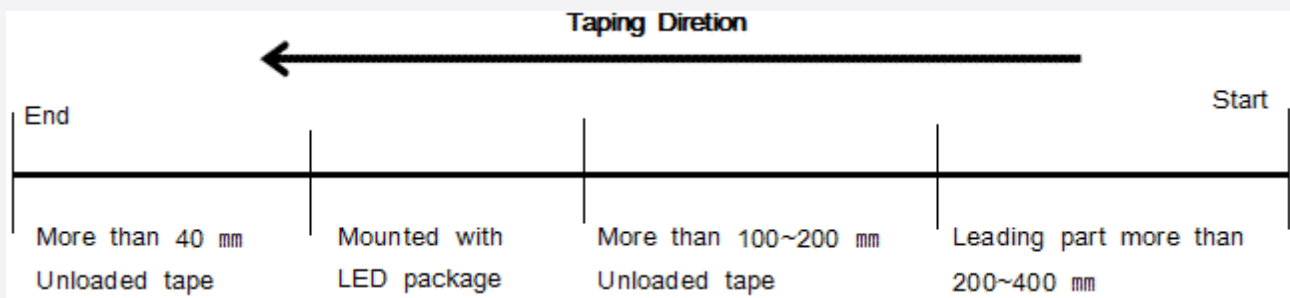 Taping Diretion
End
Start
More than 40 ㎜
Unloaded tape
Mounted with
LED package
More than 100~200 ㎜
Unloaded tape
Leading part more than
200~400 ㎜